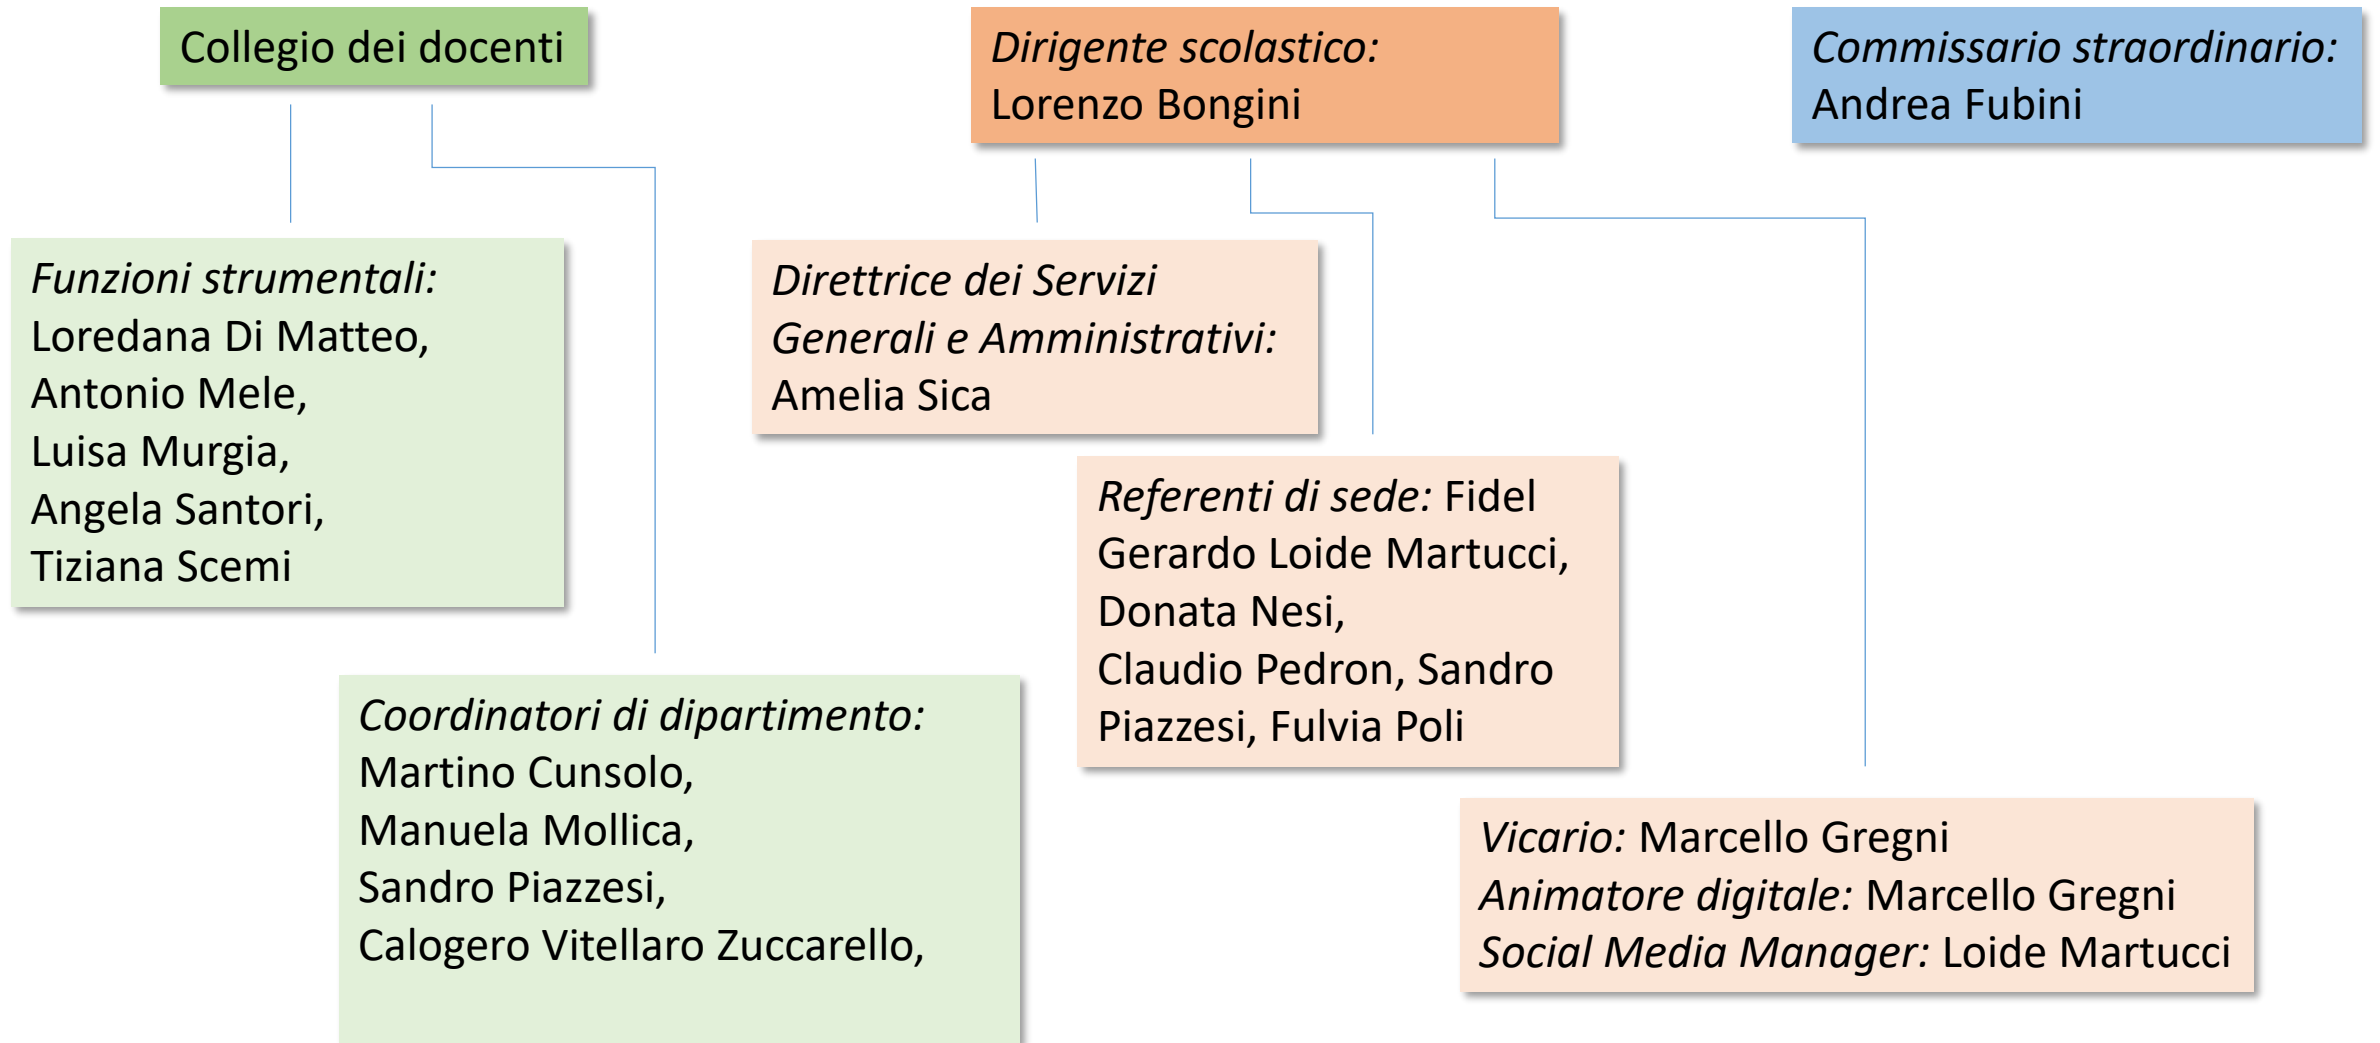 Collegio dei docenti
Dirigente scolastico:
Lorenzo Bongini
Commissario straordinario:
Andrea Fubini
Funzioni strumentali:
Loredana Di Matteo,
Antonio Mele,
Luisa Murgia,
Angela Santori,
Tiziana Scemi
Direttrice dei Servizi
Generali e Amministrativi:
Amelia Sica
Referenti di sede: Fidel
Gerardo Loide Martucci,
Donata Nesi,
Claudio Pedron, Sandro
Piazzesi, Fulvia Poli
Coordinatori di dipartimento:
Martino Cunsolo,
Manuela Mollica,
Sandro Piazzesi,
Calogero Vitellaro Zuccarello,
Vicario: Marcello Gregni
Animatore digitale: Marcello Gregni
Social Media Manager: Loide Martucci